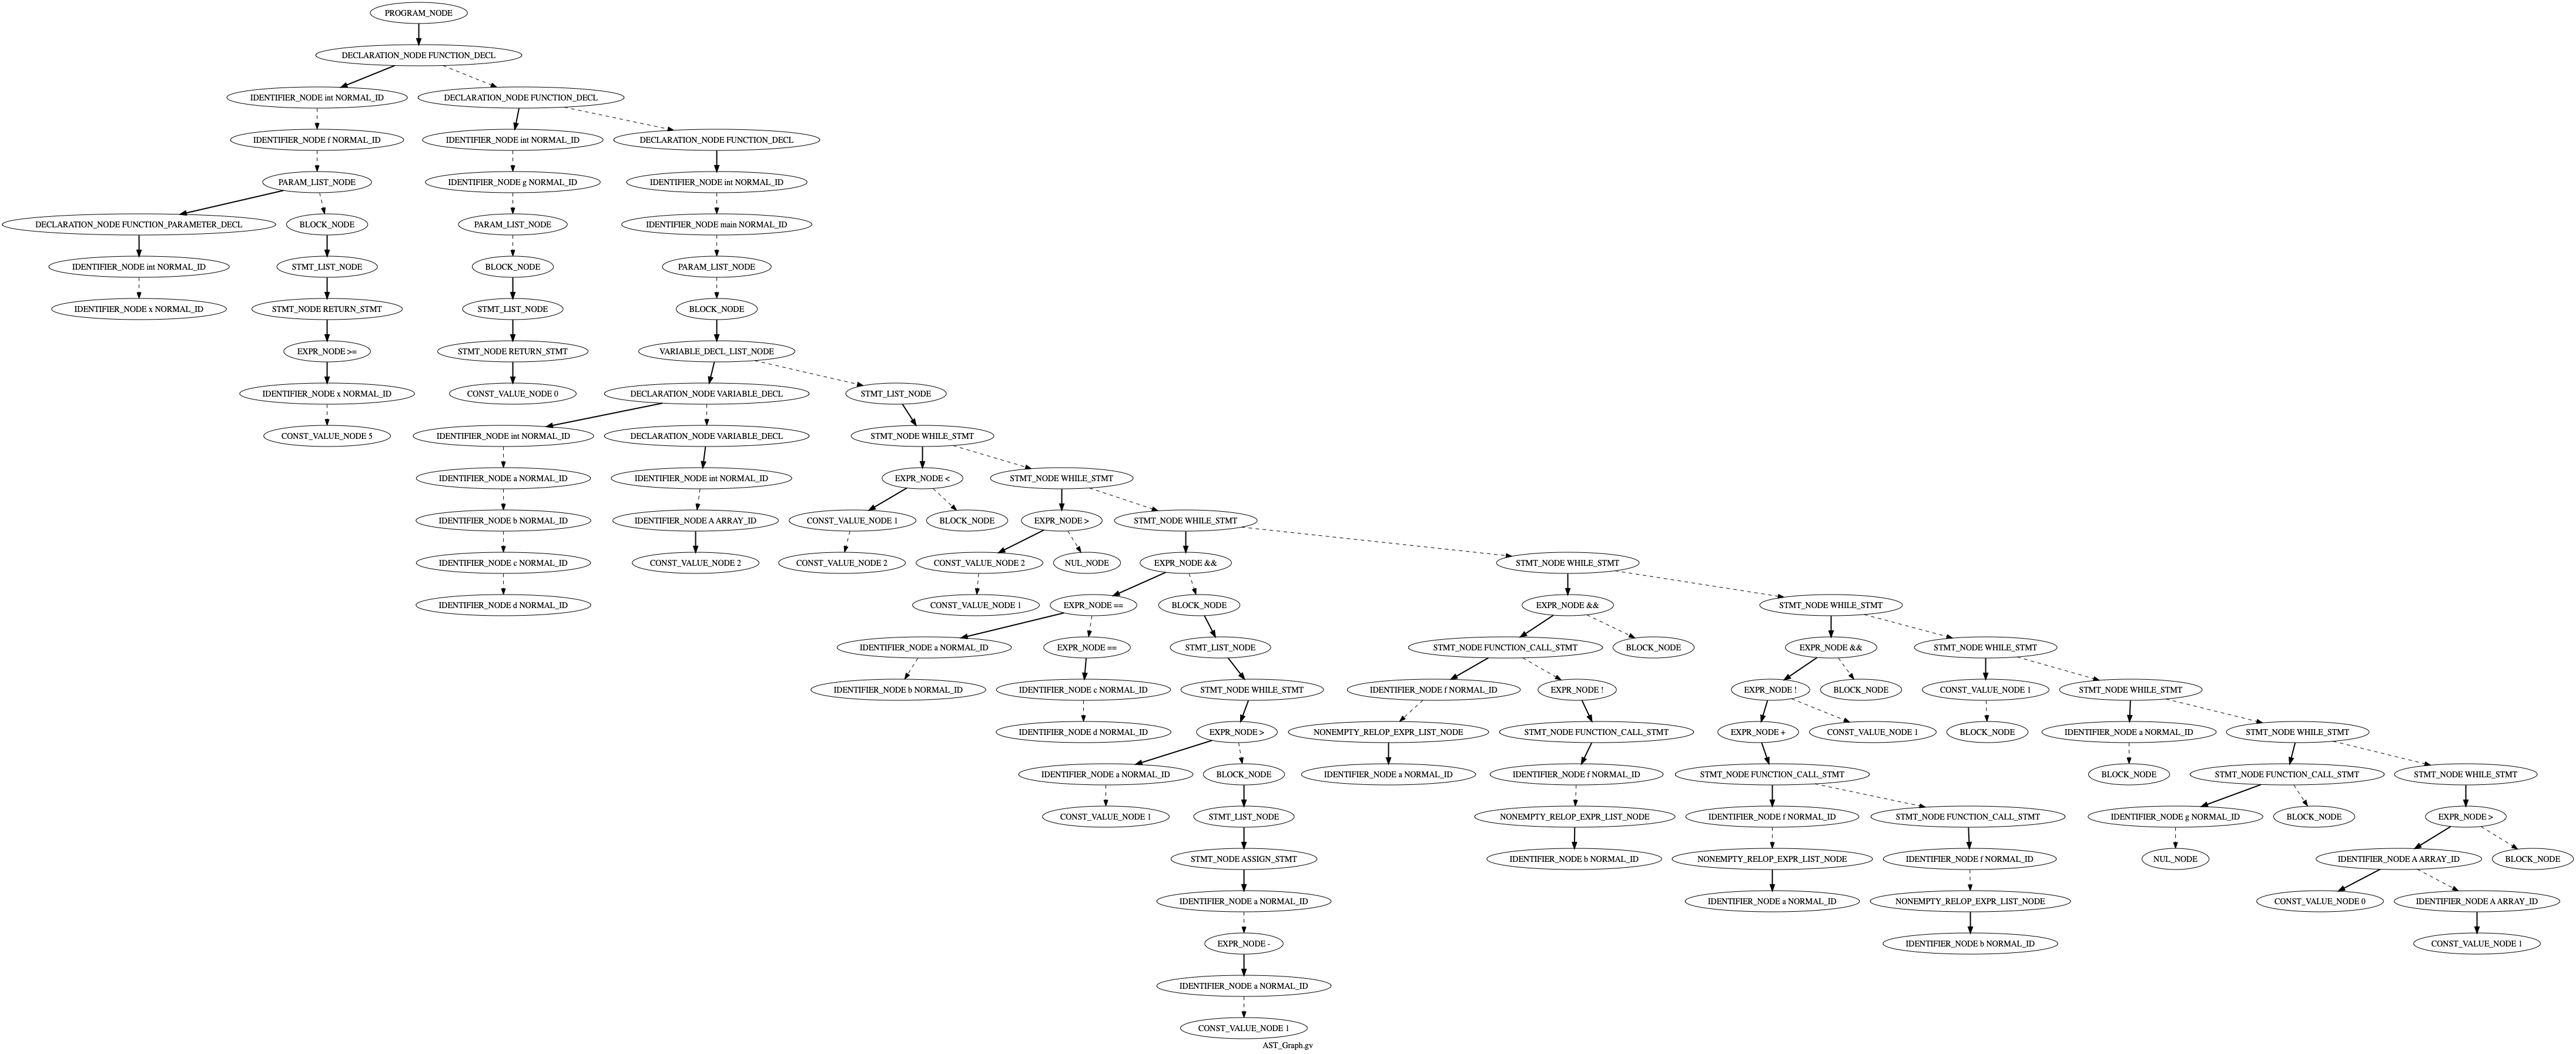 PROGRAM_NODE
DECLARATION_NODE FUNCTION_DECL
IDENTIFIER_NODE int NORMAL_ID
DECLARATION_NODE FUNCTION_DECL
IDENTIFIER_NODE f NORMAL_ID
IDENTIFIER_NODE int NORMAL_ID
DECLARATION_NODE FUNCTION_DECL
PARAM_LIST_NODE
IDENTIFIER_NODE g NORMAL_ID
IDENTIFIER_NODE int NORMAL_ID
DECLARATION_NODE FUNCTION_PARAMETER_DECL
BLOCK_NODE
PARAM_LIST_NODE
IDENTIFIER_NODE main NORMAL_ID
IDENTIFIER_NODE int NORMAL_ID
STMT_LIST_NODE
BLOCK_NODE
PARAM_LIST_NODE
IDENTIFIER_NODE x NORMAL_ID
STMT_NODE RETURN_STMT
STMT_LIST_NODE
BLOCK_NODE
EXPR_NODE >=
STMT_NODE RETURN_STMT
VARIABLE_DECL_LIST_NODE
IDENTIFIER_NODE x NORMAL_ID
CONST_VALUE_NODE 0
DECLARATION_NODE VARIABLE_DECL
STMT_LIST_NODE
CONST_VALUE_NODE 5
IDENTIFIER_NODE int NORMAL_ID
DECLARATION_NODE VARIABLE_DECL
STMT_NODE WHILE_STMT
IDENTIFIER_NODE a NORMAL_ID
IDENTIFIER_NODE int NORMAL_ID
EXPR_NODE <
STMT_NODE WHILE_STMT
IDENTIFIER_NODE b NORMAL_ID
IDENTIFIER_NODE A ARRAY_ID
CONST_VALUE_NODE 1
BLOCK_NODE
EXPR_NODE >
STMT_NODE WHILE_STMT
IDENTIFIER_NODE c NORMAL_ID
CONST_VALUE_NODE 2
CONST_VALUE_NODE 2
CONST_VALUE_NODE 2
NUL_NODE
EXPR_NODE &&
STMT_NODE WHILE_STMT
IDENTIFIER_NODE d NORMAL_ID
CONST_VALUE_NODE 1
EXPR_NODE ==
BLOCK_NODE
EXPR_NODE &&
STMT_NODE WHILE_STMT
IDENTIFIER_NODE a NORMAL_ID
EXPR_NODE ==
STMT_LIST_NODE
STMT_NODE FUNCTION_CALL_STMT
BLOCK_NODE
EXPR_NODE &&
STMT_NODE WHILE_STMT
IDENTIFIER_NODE b NORMAL_ID
IDENTIFIER_NODE c NORMAL_ID
STMT_NODE WHILE_STMT
IDENTIFIER_NODE f NORMAL_ID
EXPR_NODE !
EXPR_NODE !
BLOCK_NODE
CONST_VALUE_NODE 1
STMT_NODE WHILE_STMT
IDENTIFIER_NODE d NORMAL_ID
EXPR_NODE >
NONEMPTY_RELOP_EXPR_LIST_NODE
STMT_NODE FUNCTION_CALL_STMT
EXPR_NODE +
CONST_VALUE_NODE 1
BLOCK_NODE
IDENTIFIER_NODE a NORMAL_ID
STMT_NODE WHILE_STMT
IDENTIFIER_NODE a NORMAL_ID
BLOCK_NODE
IDENTIFIER_NODE a NORMAL_ID
IDENTIFIER_NODE f NORMAL_ID
STMT_NODE FUNCTION_CALL_STMT
BLOCK_NODE
STMT_NODE FUNCTION_CALL_STMT
STMT_NODE WHILE_STMT
CONST_VALUE_NODE 1
STMT_LIST_NODE
NONEMPTY_RELOP_EXPR_LIST_NODE
IDENTIFIER_NODE f NORMAL_ID
STMT_NODE FUNCTION_CALL_STMT
IDENTIFIER_NODE g NORMAL_ID
BLOCK_NODE
EXPR_NODE >
STMT_NODE ASSIGN_STMT
IDENTIFIER_NODE b NORMAL_ID
NONEMPTY_RELOP_EXPR_LIST_NODE
IDENTIFIER_NODE f NORMAL_ID
NUL_NODE
IDENTIFIER_NODE A ARRAY_ID
BLOCK_NODE
IDENTIFIER_NODE a NORMAL_ID
IDENTIFIER_NODE a NORMAL_ID
NONEMPTY_RELOP_EXPR_LIST_NODE
CONST_VALUE_NODE 0
IDENTIFIER_NODE A ARRAY_ID
EXPR_NODE -
IDENTIFIER_NODE b NORMAL_ID
CONST_VALUE_NODE 1
IDENTIFIER_NODE a NORMAL_ID
CONST_VALUE_NODE 1
AST_Graph.gv